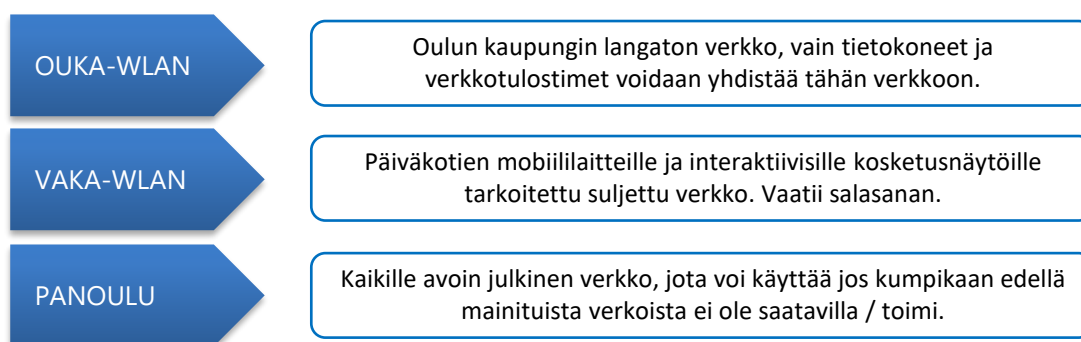 OUKA-WLAN
Oulun kaupungin langaton verkko, vain tietokoneet ja
verkkotulostimet voidaan yhdistää tähän verkkoon.
VAKA-WLAN
Päiväkotien mobiililaitteille ja interaktiivisille kosketusnäytöille
tarkoitettu suljettu verkko. Vaatii salasanan.
PANOULU
Kaikille avoin julkinen verkko, jota voi käyttää jos kumpikaan edellä
mainituista verkoista ei ole saatavilla / toimi.